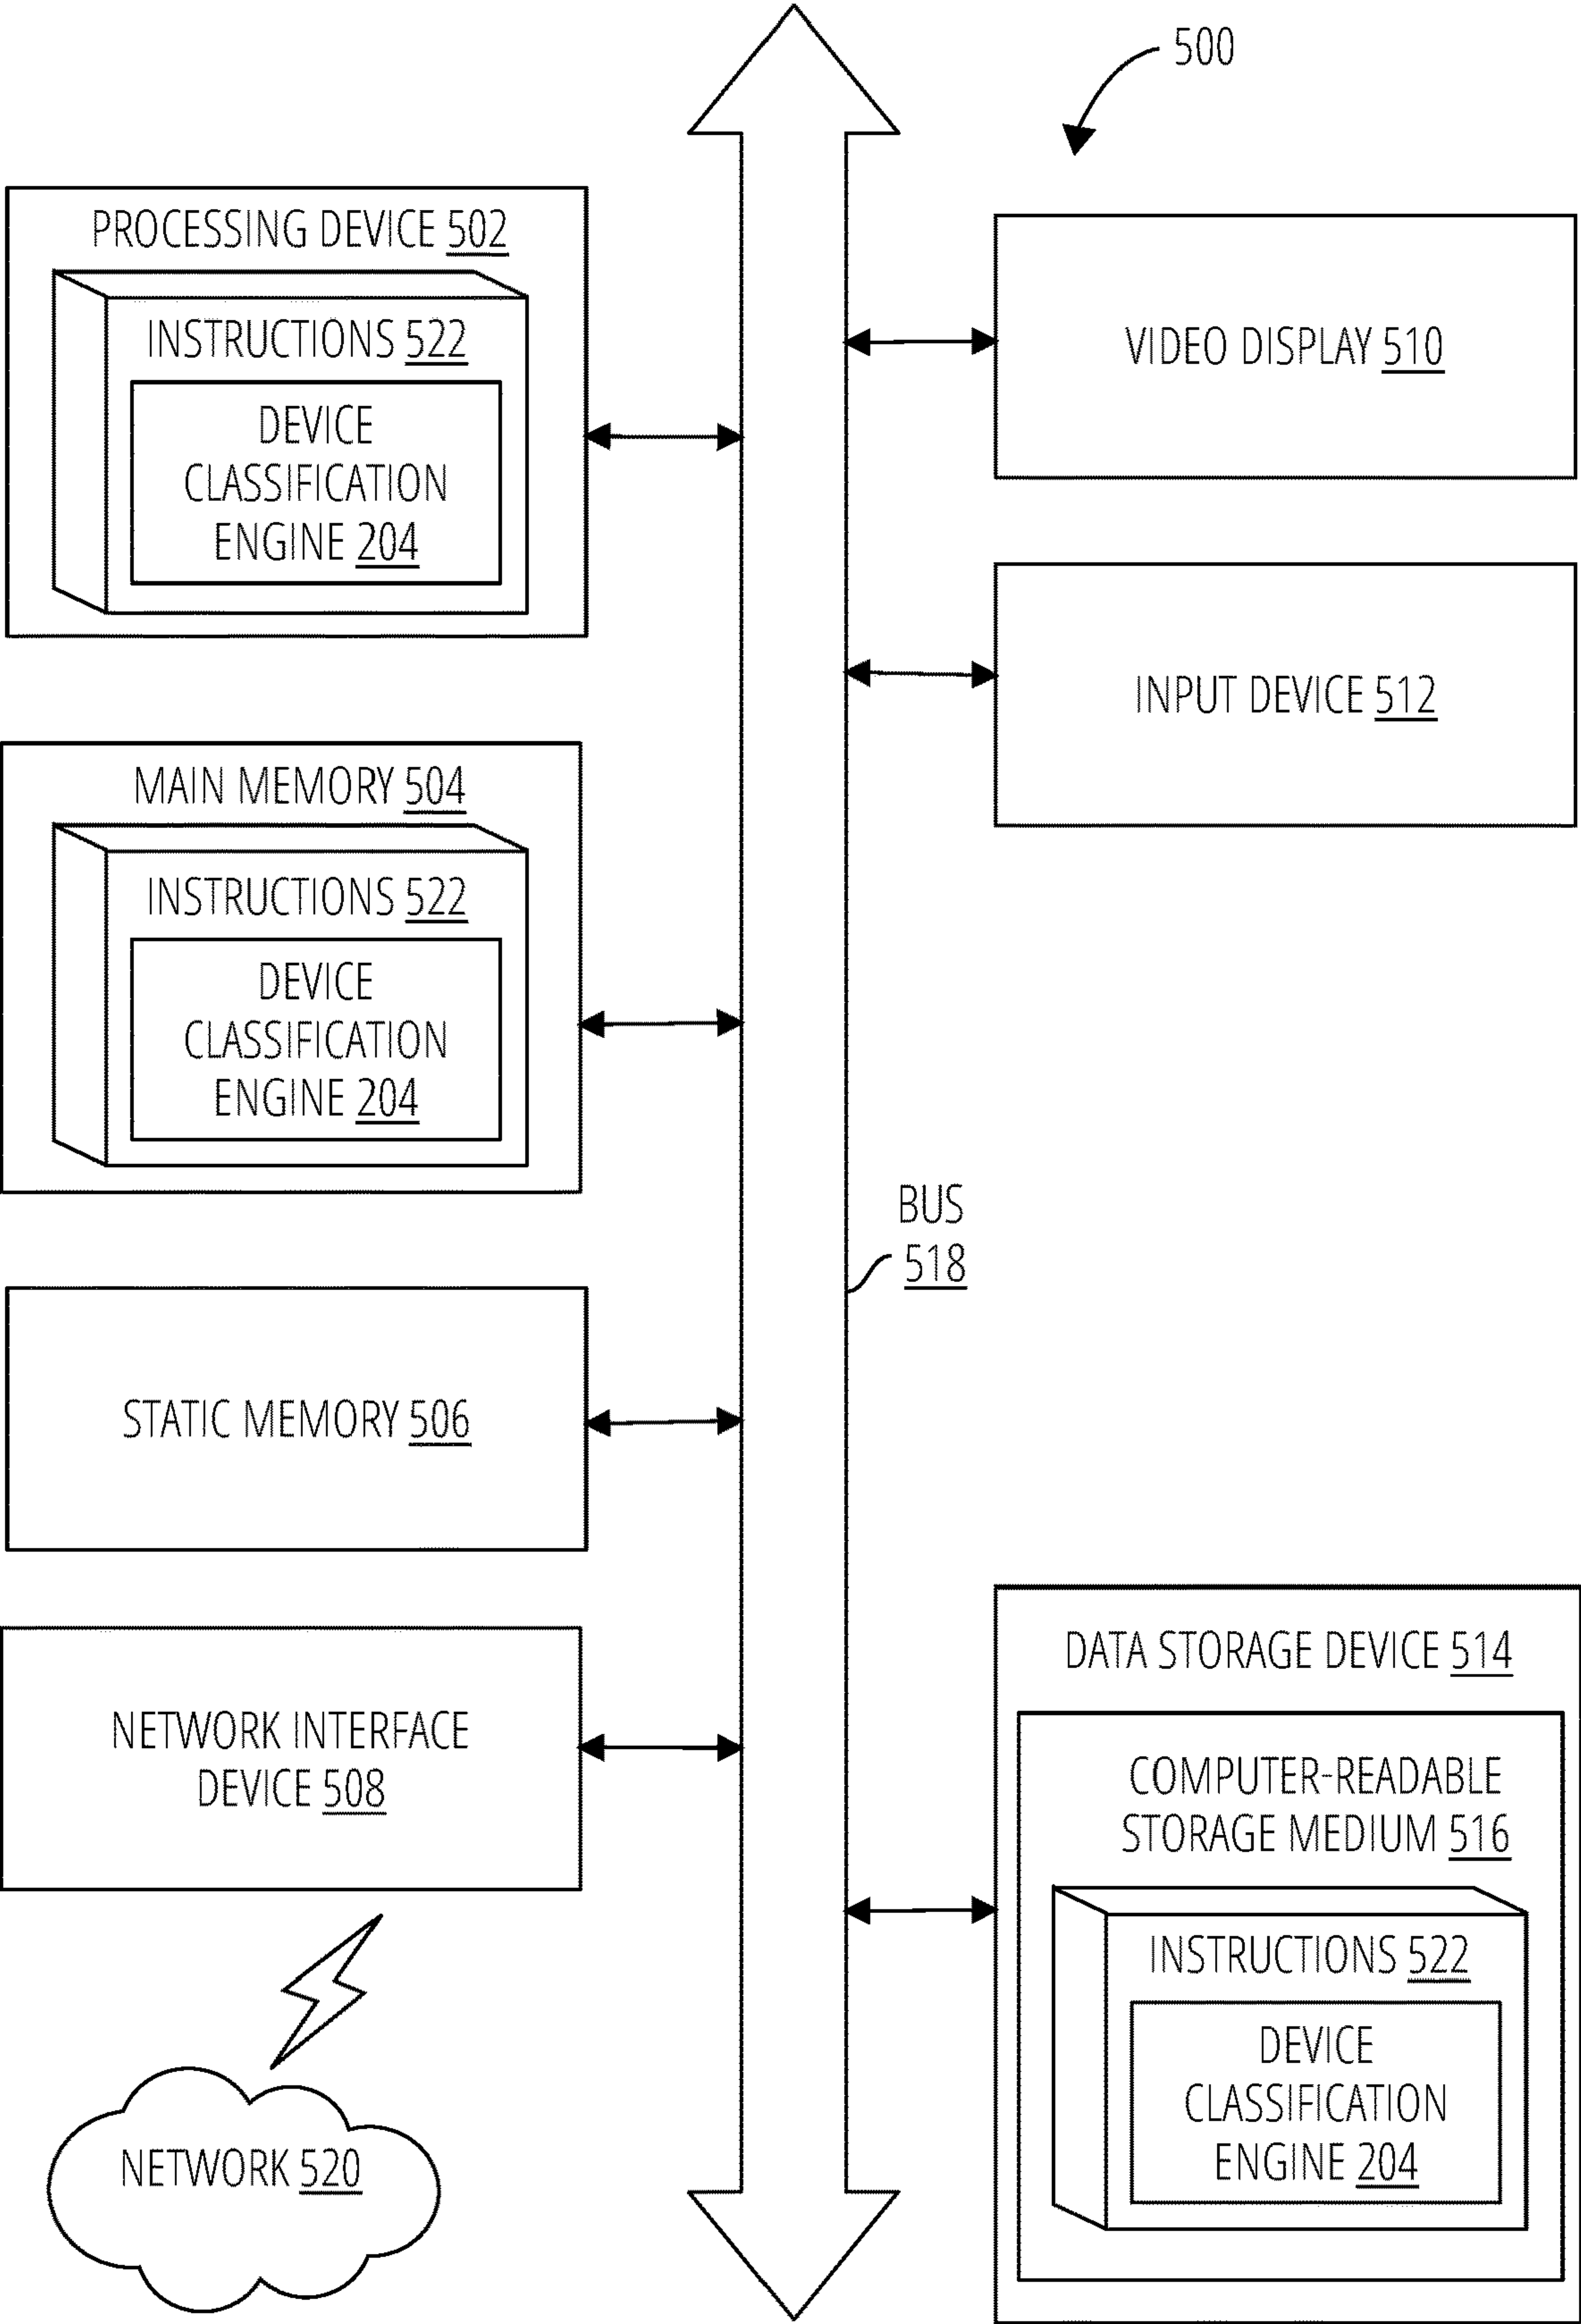 500
PROCESSING DEVICE 502
INSTRUCTIONS 522
DEVICE
CLASSIFICATION
ENGINE 204
VIDEO DISPLAY 510
INPUT DEVICE 512
MAIN MEMORY 504
INSTRUCTIONS 522
DEVICE
CLASSIFICATION
ENGINE 204
BUS
518
STATIC MEMORY 506
NETWORK INTERFACE
DEVICE 508
DATA STORAGE DEVICE 514
COMPUTER-READABLE
STORAGE MEDIUM 516
INSTRUCTIONS 522
DEVICE
CLASSIFICATION
ENGINE 204
NETWORK 520